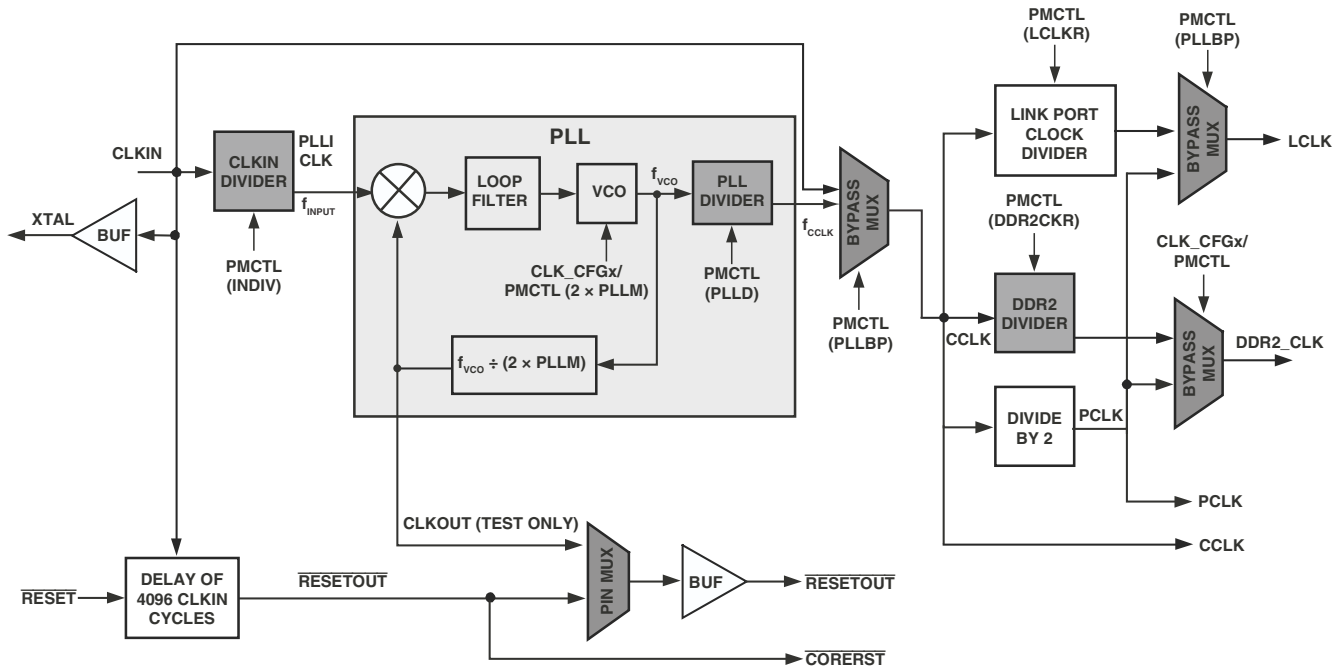 PMCTL
(LCLKR)
PMCTL
(PLLBP)
LINK PORT
CLOCK
DIVIDER
BYPASS
MUX
LCLK
CLKIN
CLKIN
DIVIDER
PLLI
CLK
fINPUT
PMCTL
(INDIV)
XTAL
BUF
PLL
LOOP
FILTER
VCO
fVCO
PLL
DIVIDER
fCCLK
CLK_CFGx/
PMCTL (2 × PLLM)
PMCTL
(PLLD)
fVCO ÷ (2 × PLLM)
BYPASS
MUX
PMCTL
(PLLBP)
PMCTL
(DDR2CKR)
CCLK
DDR2
DIVIDER
CLK_CFGx/
PMCTL
BYPASS
MUX
DDR2_CLK
DIVIDE
BY 2
PCLK
PCLK
CCLK
CLKOUT (TEST ONLY)
RESET
DELAY OF
4096 CLKIN
CYCLES
RESETOUT
PIN MUX
BUF
RESETOUT
CORERST